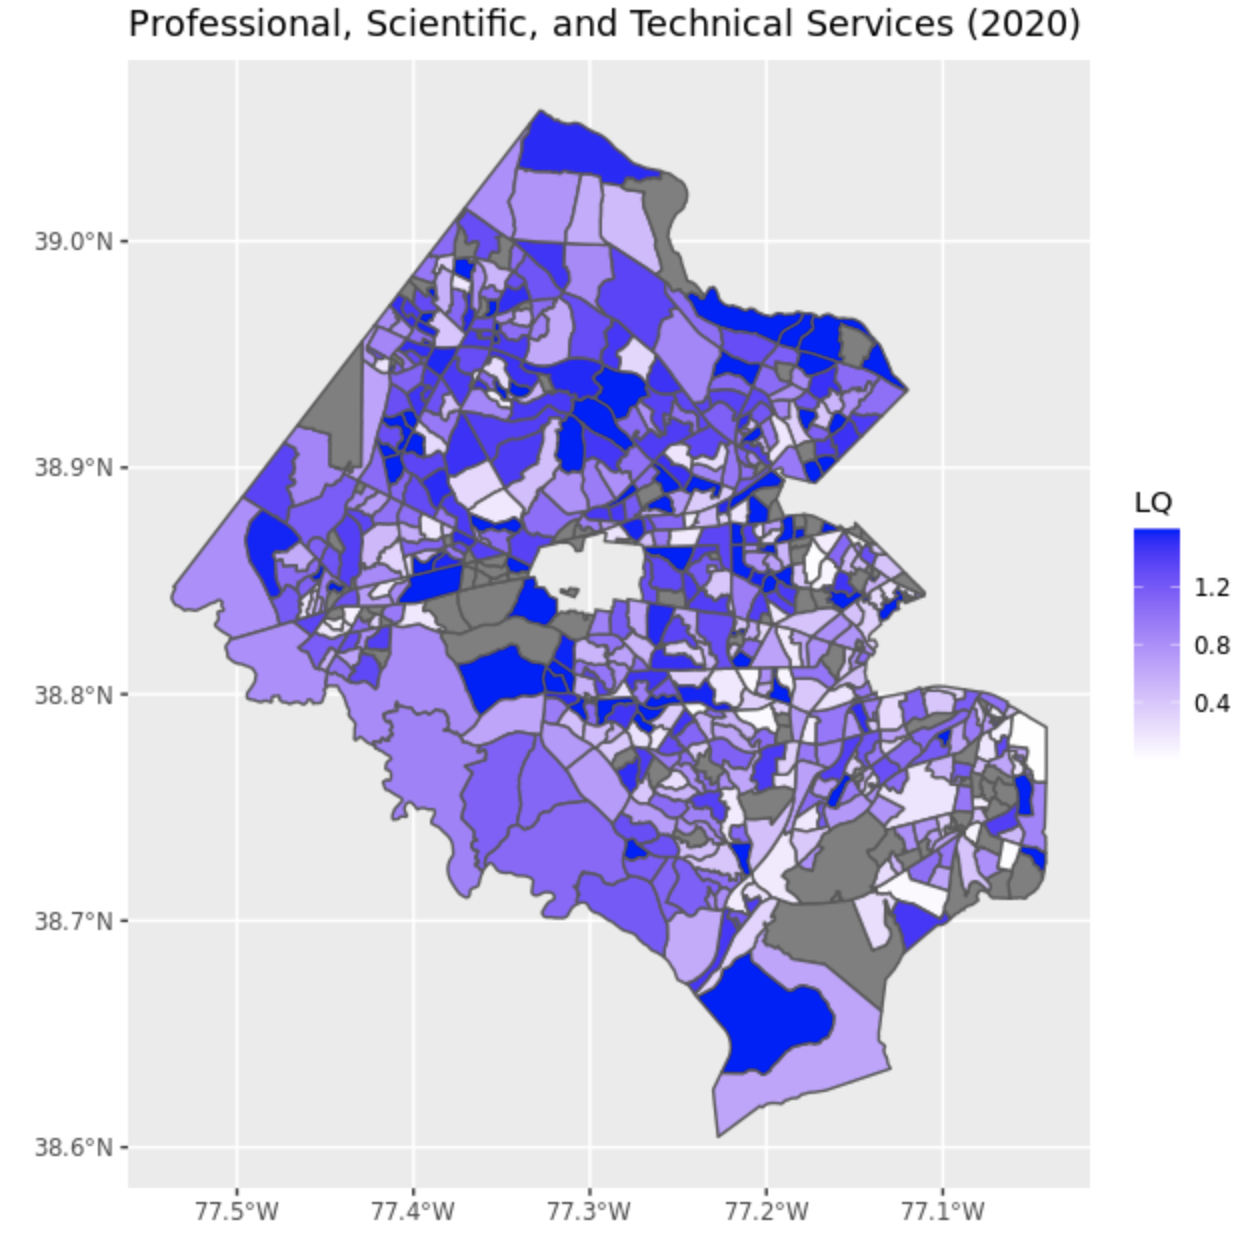 Professional, Scientific, and Technical Services (2020)
39.0°N
38.9°N
38.8°N
38.7°N
38.6°N
77.5°W 77.4°W 77.3°W 77.2°W 77.1°W
LQ
1.2
0.8
0.4